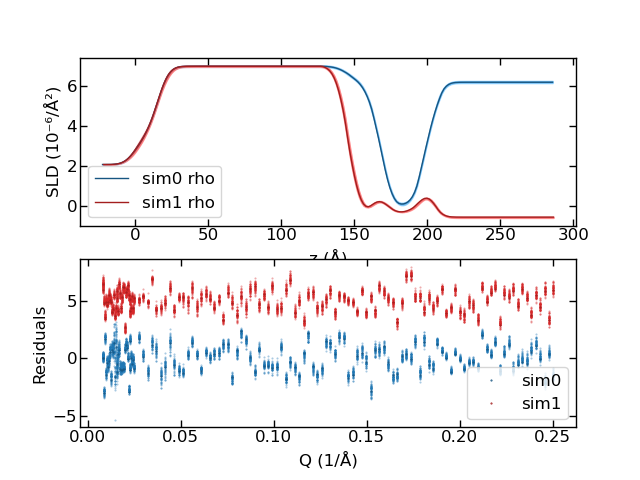 SLD (10⁻⁶/Å²)
6
4
2
0
sim0 rho
sim1 rho
0 50 100 150 200 250 300
z (Å)
Residuals
5
0
−5
sim0
sim1
0.00 0.05 0.10 0.15 0.20 0.25
Q (1/Å)